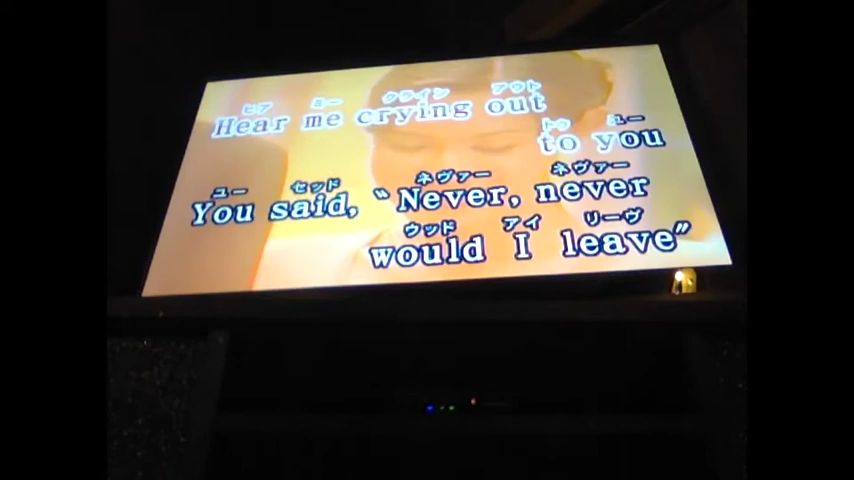 ヒア ミー クライン アウト
Hear me crying out
トゥ ユー
to you
ユー セッド ネヴァー ネヴァー
You said, “Never, never
ウッド アイ リーヴ
would I leave”